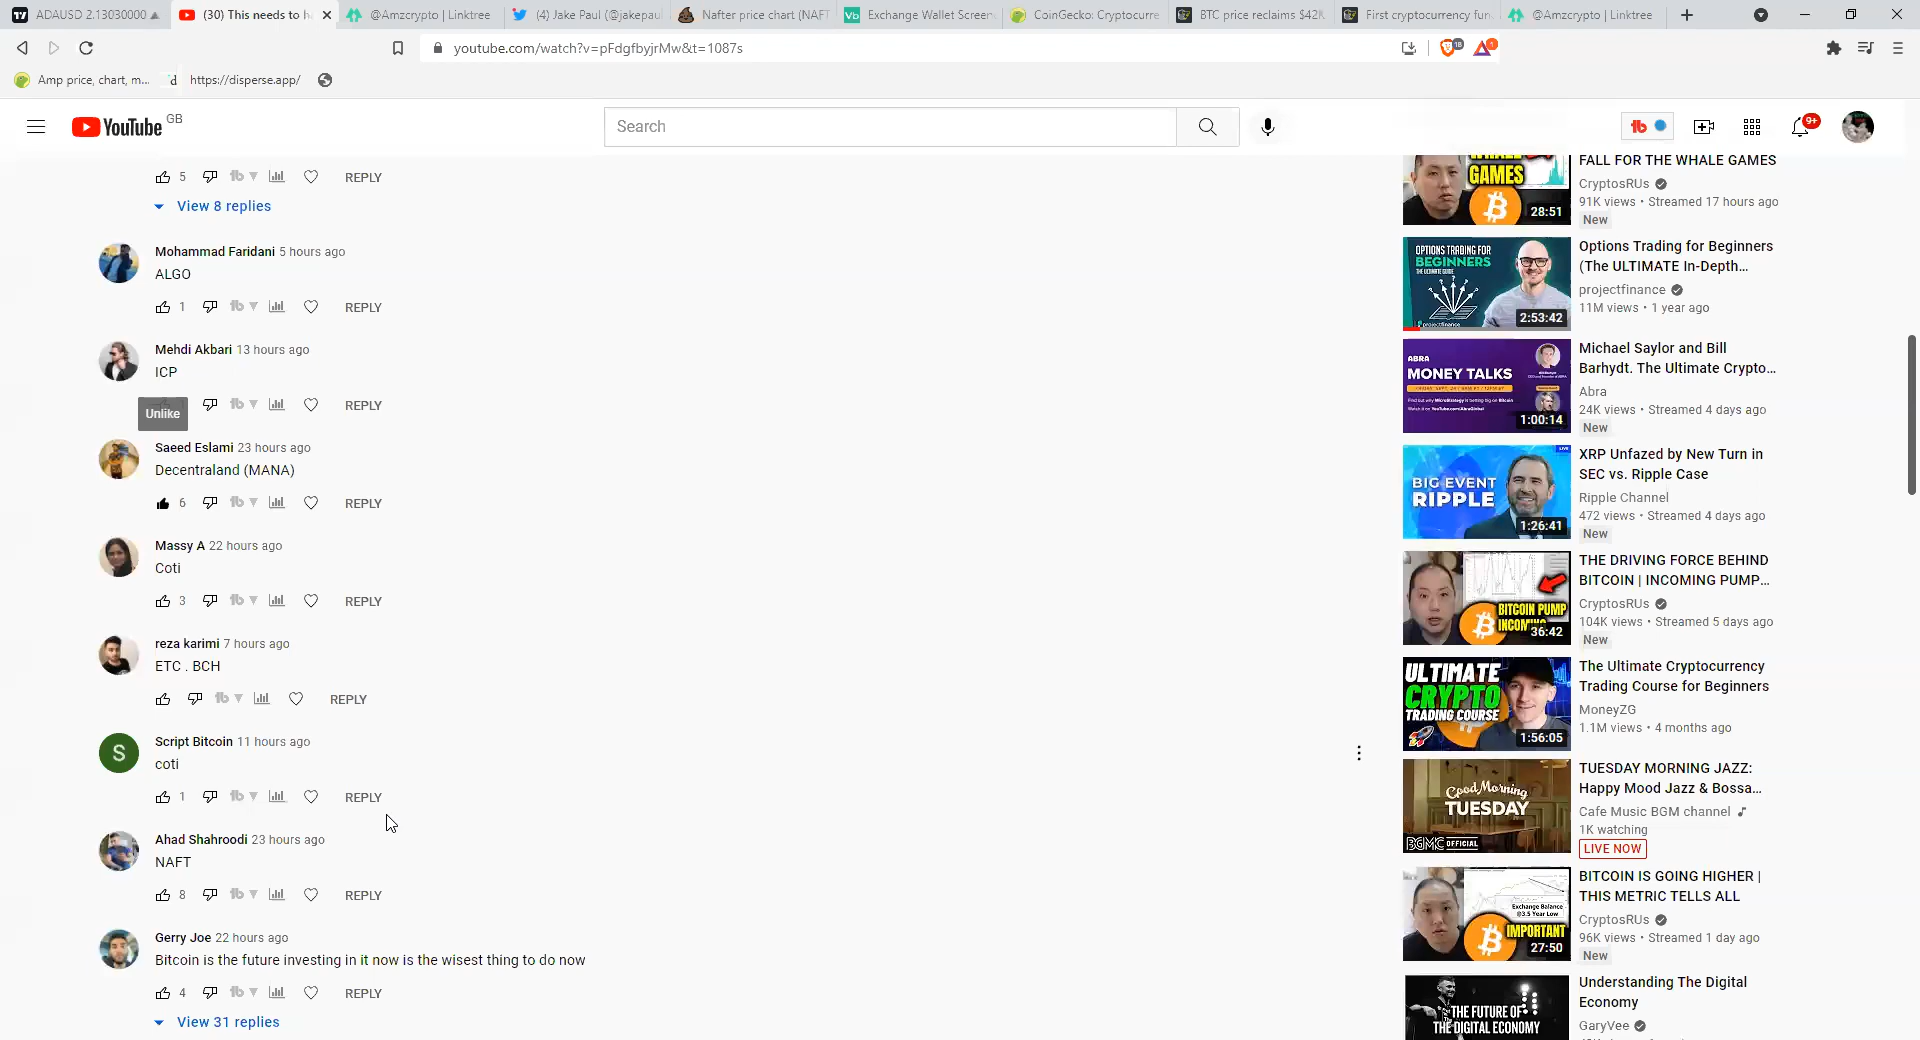 ADAUSD 2.13030000
(30) This needs to h
@Amzcrypto | Linktree
(4) Jake Paul (@jakepaul
Nafter price chart (NAFT
Exchange Wallet Screen
CoinGecko: Cryptocurre
BTC price reclaims $42K
First cryptocurrency fun
@Amzcrypto | Linktree
youtube.com/watch?v=pFdgfbyjrMw&t=1087s
18
1
Amp price, chart, m...
d https://disperse.app/
YouTube GB
Search
9+
5 REPLY
View 8 replies
Mohammad Faridani 5 hours ago
ALGO
1 REPLY
Mehdi Akbari 13 hours ago
ICP
REPLY
Unlike
Saeed Eslami 23 hours ago
Decentraland (MANA)
6 REPLY
Massy A 22 hours ago
Coti
3 REPLY
reza karimi 7 hours ago
ETC . BCH
REPLY
S
Script Bitcoin 11 hours ago
coti
1 REPLY
Ahad Shahroodi 23 hours ago
NAFT
8 REPLY
Gerry Joe 22 hours ago
Bitcoin is the future investing in it now is the wisest thing to do now
4 REPLY
View 31 replies
GAMES
28:51
FALL FOR THE WHALE GAMES
CryptosRUs
91K views • Streamed 17 hours ago
New
OPTIONS TRADING FOR
BEGINNERS
THE ULTIMATE GUIDE
projectfinance
2:53:42
Options Trading for Beginners
(The ULTIMATE In-Depth...
projectfinance
11M views • 1 year ago
ABRA
MONEY TALKS
1:00:14
Michael Saylor and Bill
Barhydt. The Ultimate Crypto...
Abra
24K views • Streamed 4 days ago
New
LIVE
BIG EVENT
RIPPLE
1:26:41
XRP Unfazed by New Turn in
SEC vs. Ripple Case
Ripple Channel
472 views • Streamed 4 days ago
New
BITCOIN PUMP
INCOMING
36:42
THE DRIVING FORCE BEHIND
BITCOIN | INCOMING PUMP...
CryptosRUs
104K views • Streamed 5 days ago
New
ULTIMATE
CRYPTO
TRADING COURSE
1:56:05
The Ultimate Cryptocurrency
Trading Course for Beginners
MoneyZG
1.1M views • 4 months ago
Good Morning
TUESDAY
BGMC OFFICIAL
TUESDAY MORNING JAZZ:
Happy Mood Jazz & Bossa...
Cafe Music BGM channel
1K watching
LIVE NOW
Exchange Balance
@3.5 Year Low
IMPORTANT
27:50
BITCOIN IS GOING HIGHER |
THIS METRIC TELLS ALL
CryptosRUs
96K views • Streamed 1 day ago
New
THE FUTURE OF
THE DIGITAL ECONOMY
Understanding The Digital
Economy
GaryVee